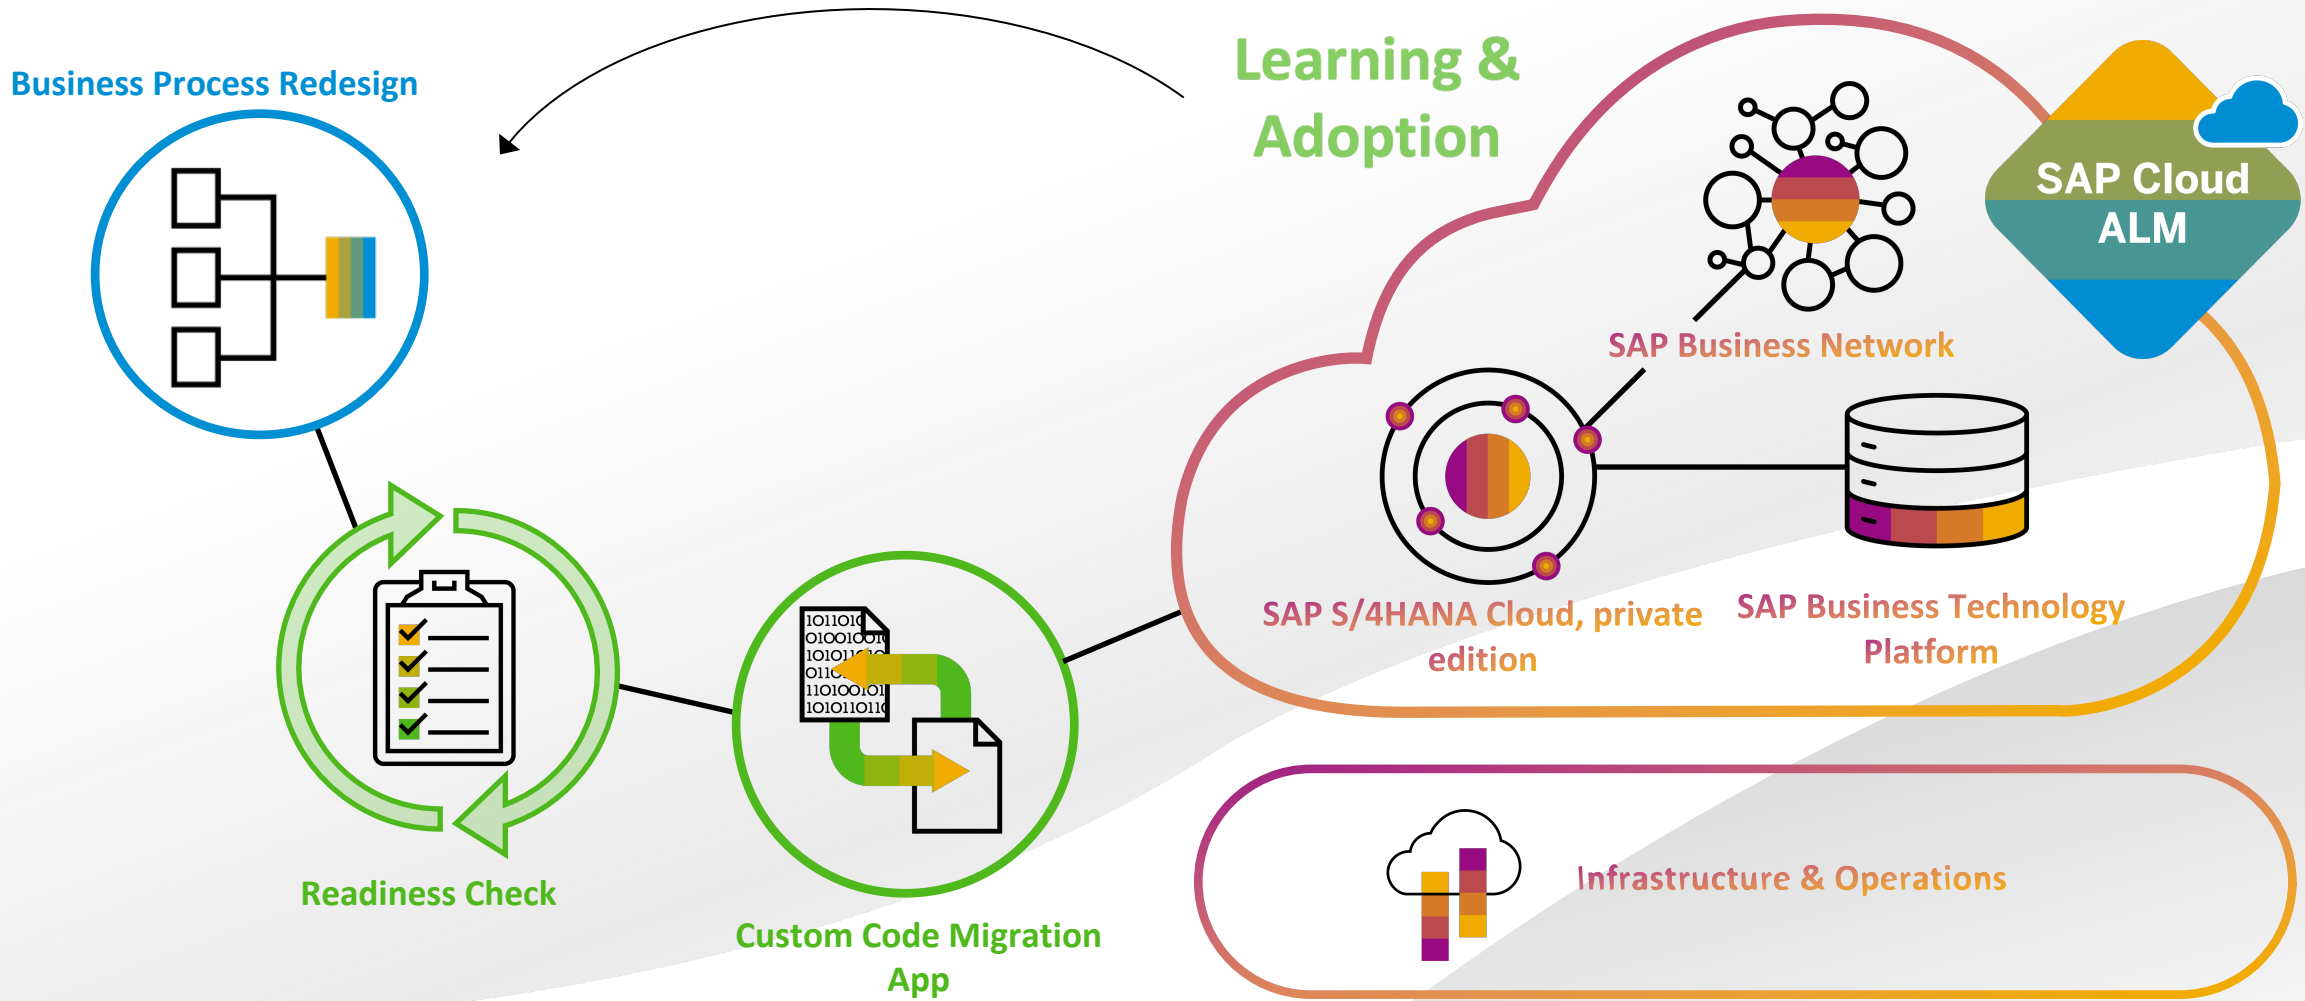 Learning &
Adoption
Business Process Redesign
SAP Cloud
ALM
SAP Business Network
SAP S/4HANA Cloud, private
edition
SAP Business Technology
Platform
Readiness Check
Custom Code Migration
App
Infrastructure & Operations